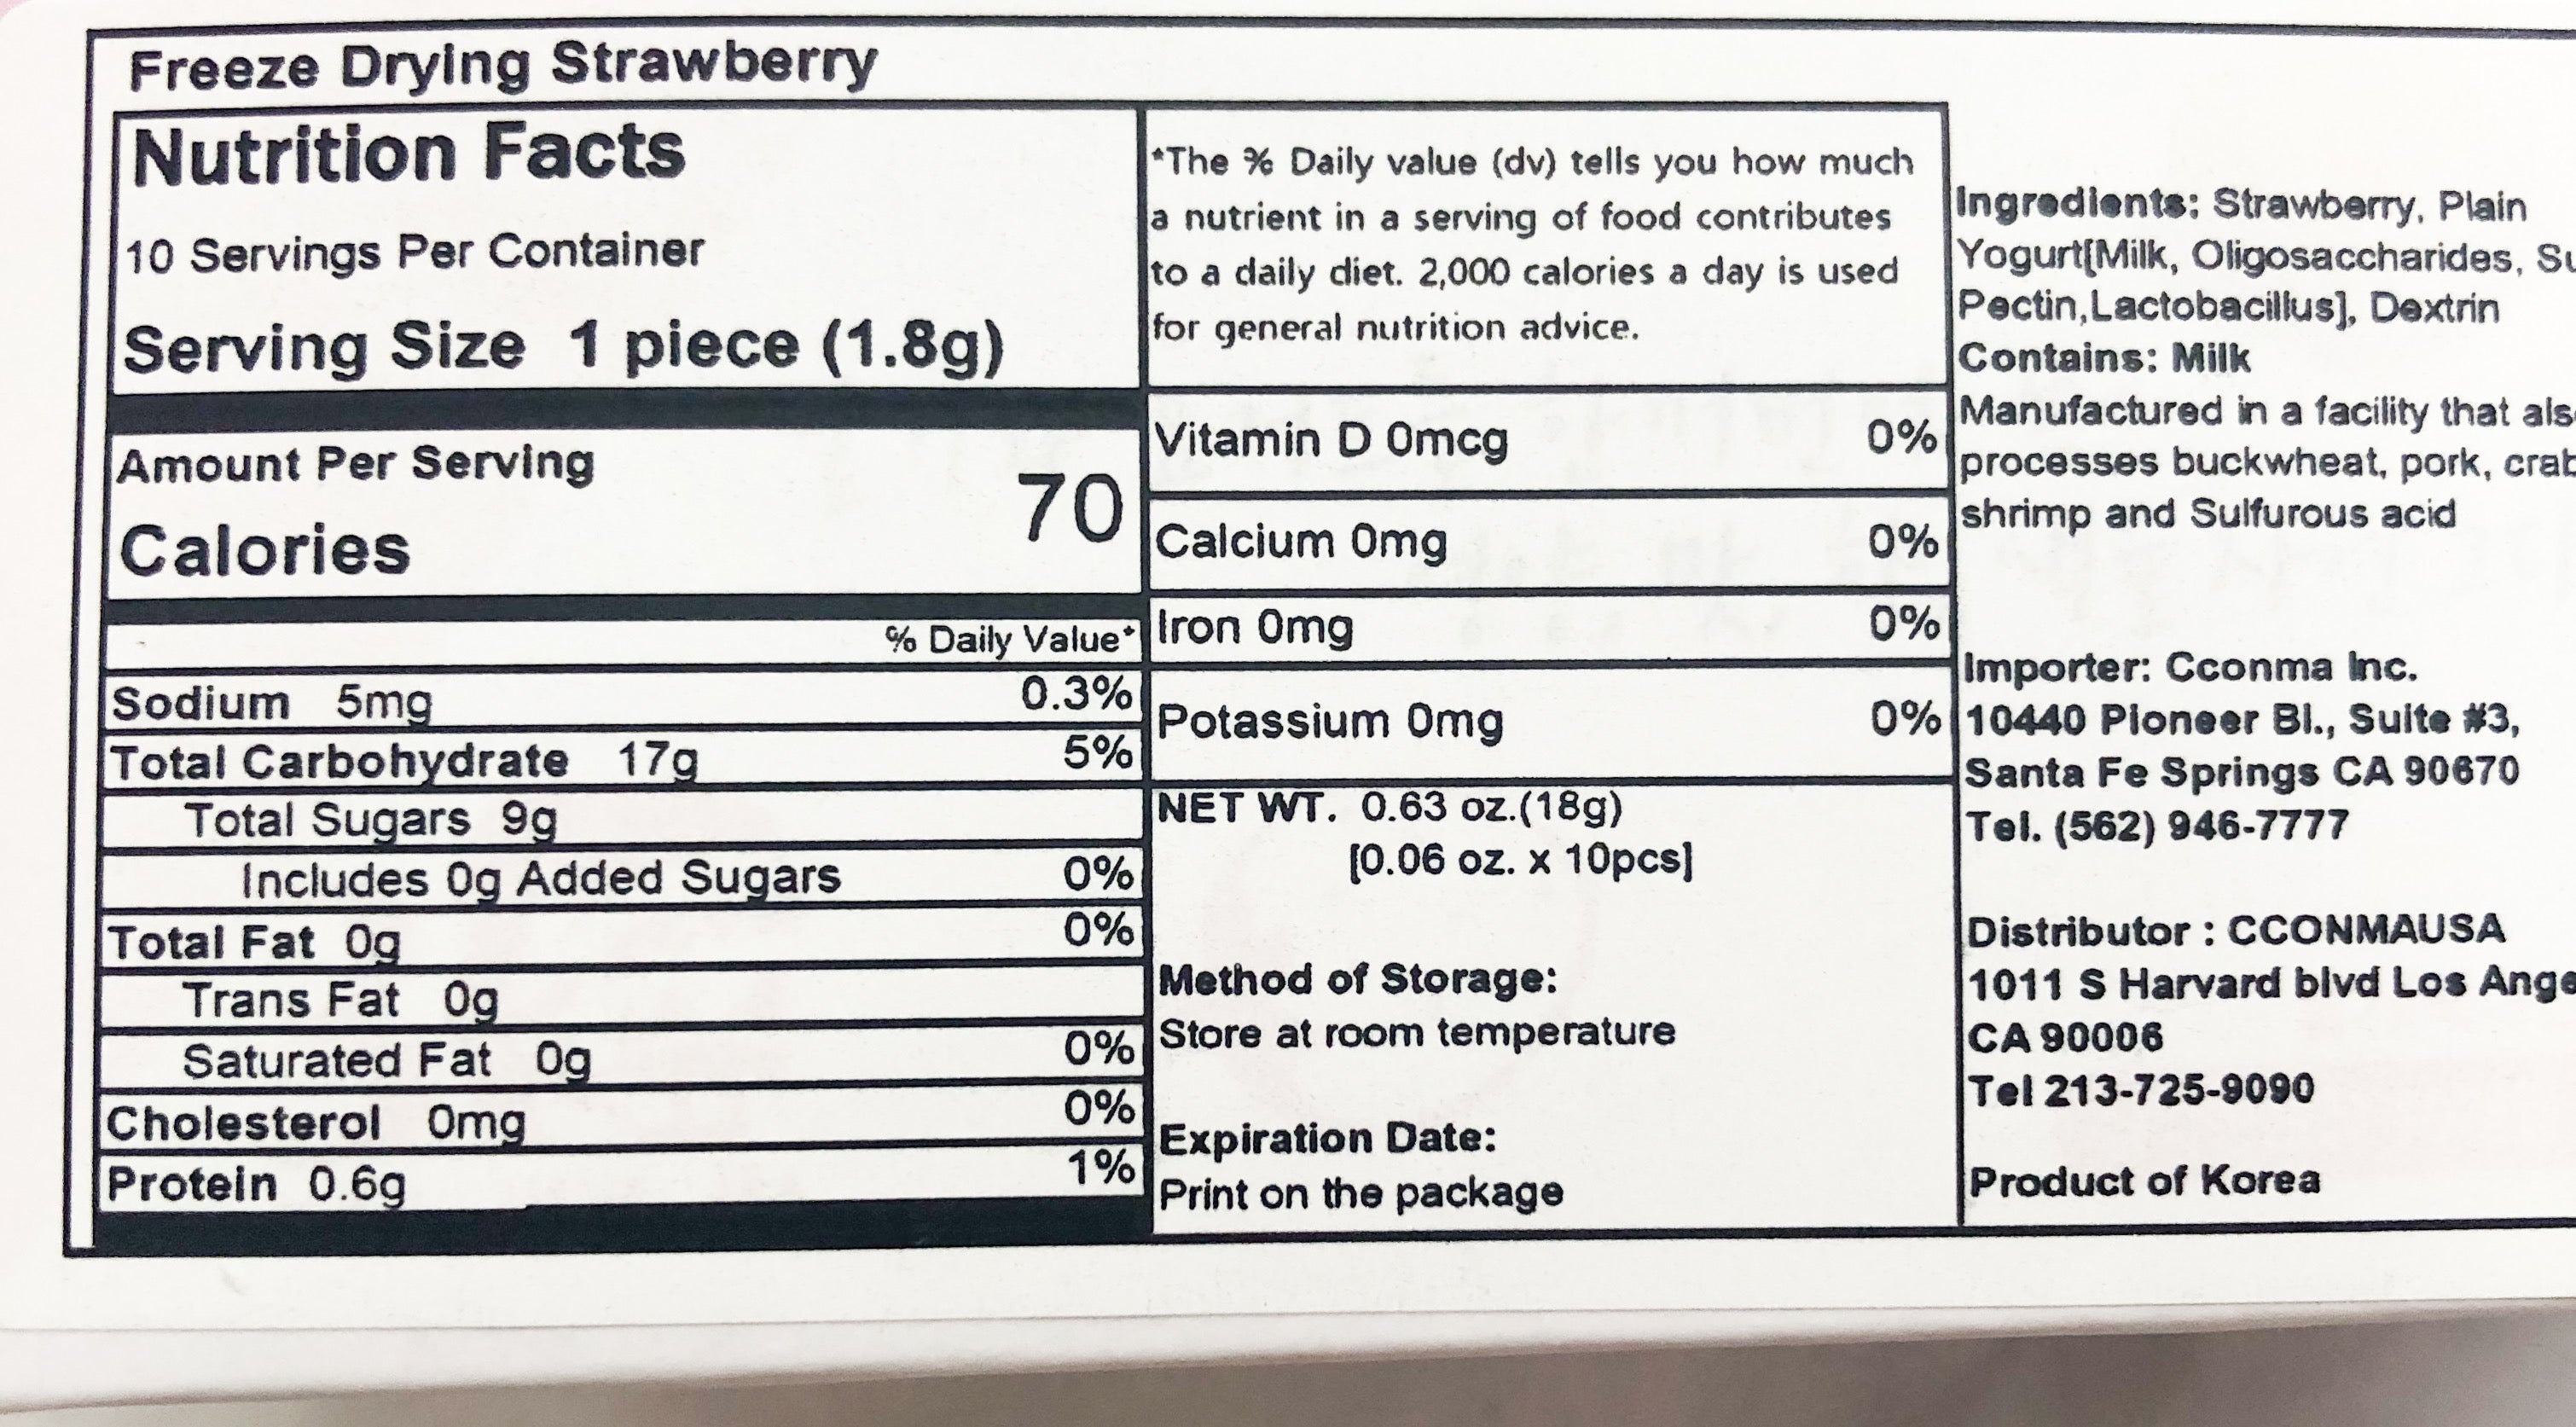 Freeze Drying Strawberry
Nutrition Facts
10 Servings Per Container
Serving Size 1 piece (1.8g)
Amount Per Serving
Calories 70
% Daily Value*
Sodium 5mg 0.3%
Total Carbohydrate 17g 5%
Total Sugars 9g
Includes 0g Added Sugars 0%
Total Fat 0g 0%
Trans Fat 0g
Saturated Fat 0g 0%
Cholesterol 0mg 0%
Protein 0.6g 1%
*The % Daily value (dv) tells you how much
a nutrient in a serving of food contributes
to a daily diet. 2,000 calories a day is used
for general nutrition advice.
Vitamin D 0mcg 0%
Calcium 0mg 0%
Iron 0mg 0%
Potassium 0mg 0%
NET WT. 0.63 oz.(18g)
[0.06 oz. x 10pcs]
Method of Storage:
Store at room temperature
Expiration Date:
Print on the package
Ingredients: Strawberry, Plain
Yogurt[Milk, Oligosaccharides,
Pectin,Lactobacillus], Dextrin
Contains: Milk
Manufactured in a facility that
processes buckwheat, pork,
shrimp and Sulfurous acid
Importer: Cconma Inc.
10440 Pioneer Bl., Suite #3,
Santa Fe Springs CA 90670
Tel. (562) 946-7777
Distributor : CCONMAUSA
1011 S Harvard blvd Los
CA 90006
Tel 213-725-9090
Product of Korea